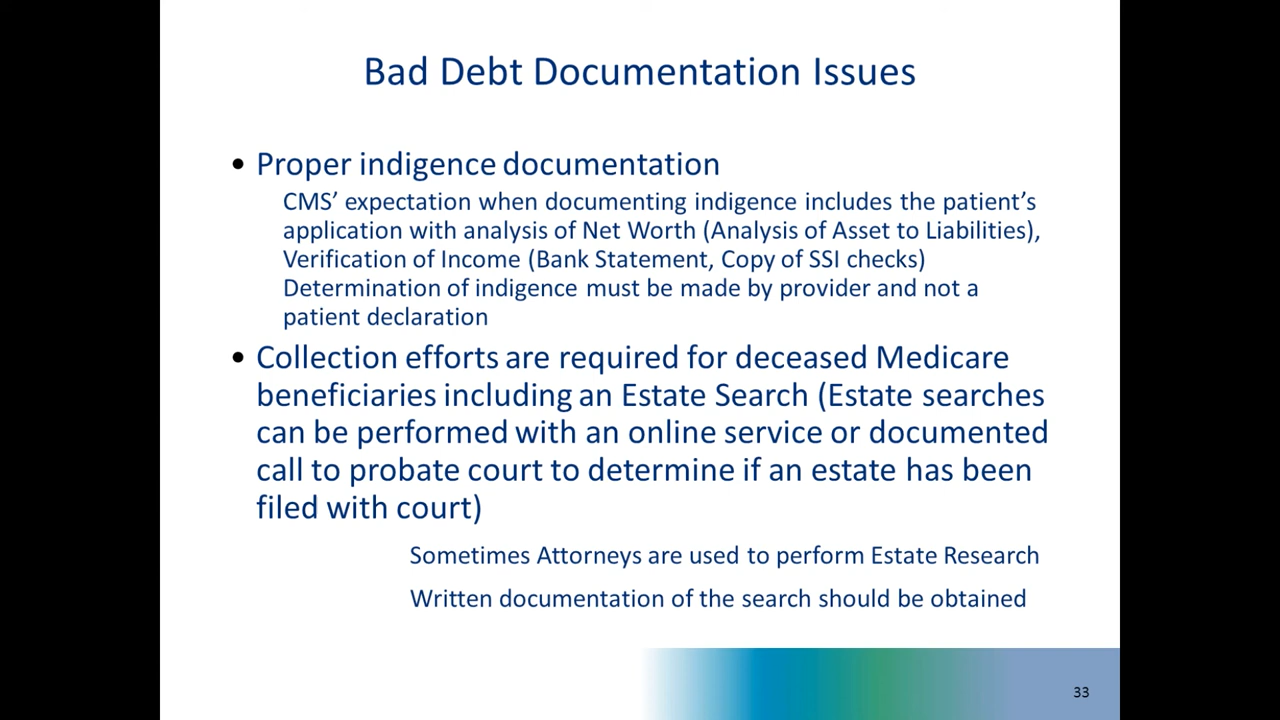 Bad Debt Documentation Issues
• Proper indigence documentation
CMS’ expectation when documenting indigence includes the patient’s
application with analysis of Net Worth (Analysis of Asset to Liabilities),
Verification of Income (Bank Statement, Copy of SSI checks)
Determination of indigence must be made by provider and not a
patient declaration
• Collection efforts are required for deceased Medicare
beneficiaries including an Estate Search (Estate searches
can be performed with an online service or documented
call to probate court to determine if an estate has been
filed with court)
Sometimes Attorneys are used to perform Estate Research
Written documentation of the search should be obtained
33